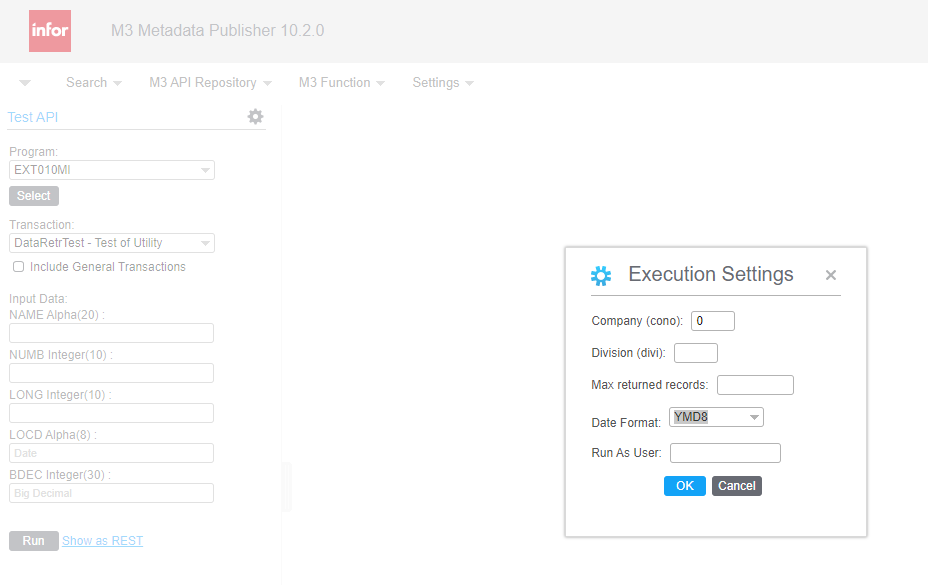 infor
M3 Metadata Publisher 10.2.0
Search
M3 API Repository
M3 Function
Settings
Test API
Program:
EXT010MI
Select
Transaction:
DataRetrTest - Test of Utility
Include General Transactions
Input Data:
NAME Alpha(20) :
NUMB Integer(10) :
LONG Integer(10) :
LOCD Alpha(8) :
Date
BDEC Integer(30) :
Big Decimal
Run
Show as REST
Execution Settings
Company (cono): 0
Division (divi):
Max returned records:
Date Format: YMD8
Run As User:
OK
Cancel